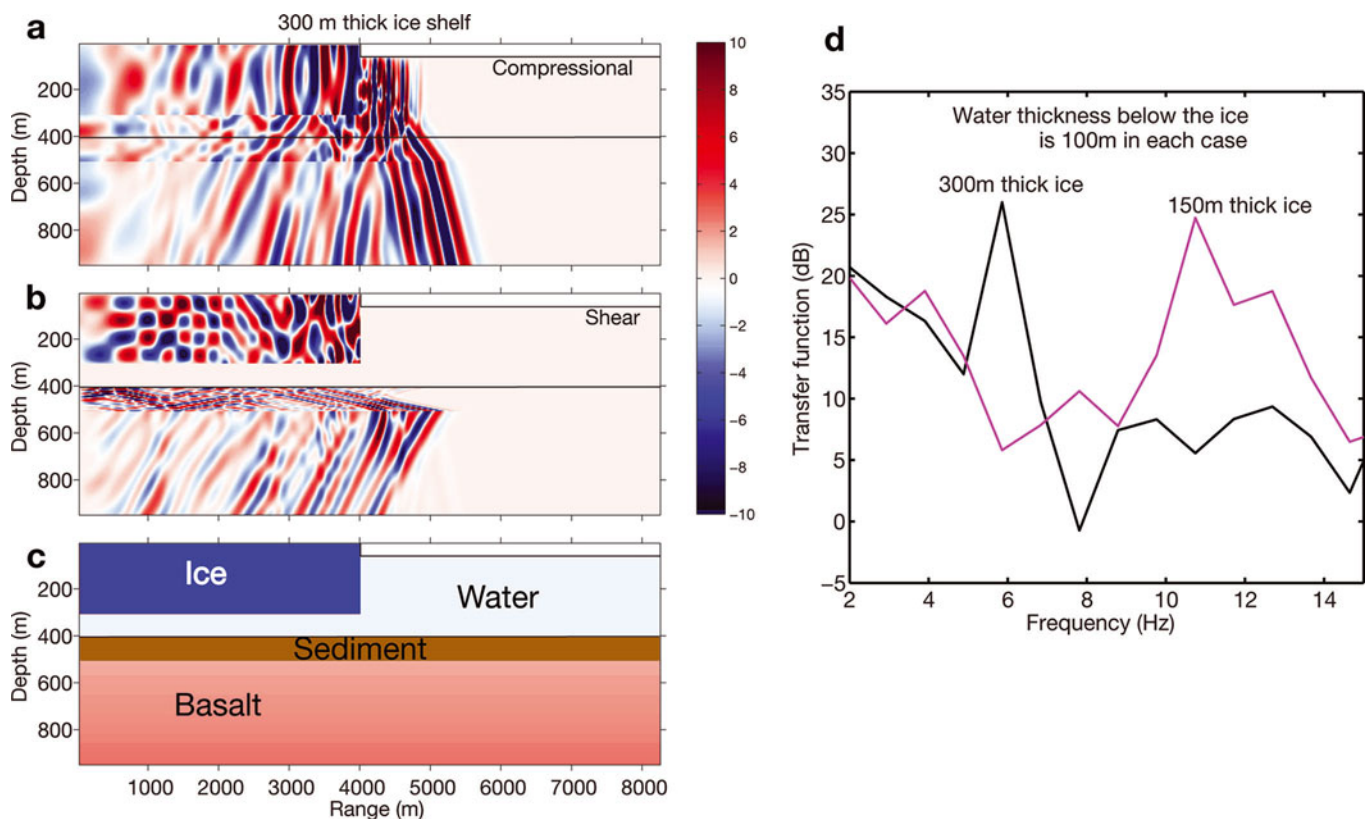 a
300 m thick ice shelf
Compressional
Depth (m)
200
400
600
800
b
Shear
Depth (m)
200
400
600
800
c
Ice
Water
Sediment
Basalt
Depth (m)
200
400
600
800
1000 2000 3000 4000 5000 6000 7000 8000
Range (m)
10
8
6
4
2
0
−2
−4
−6
−8
−10
d
Water thickness below the ice
is 100m in each case
300m thick ice
150m thick ice
Transfer function (dB)
35
30
25
20
15
10
5
0
−5
2 4 6 8 10 12 14
Frequency (Hz)